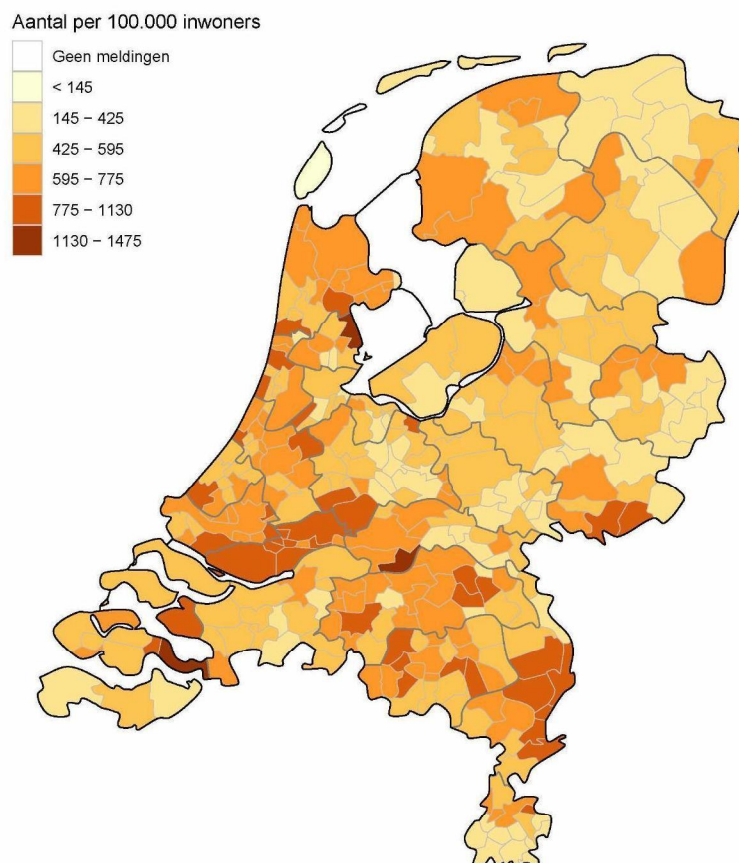 Aantal per 100.000 inwoners
Geen meldingen
< 145
145 – 425
425 – 595
595 – 775
775 – 1130
1130 – 1475